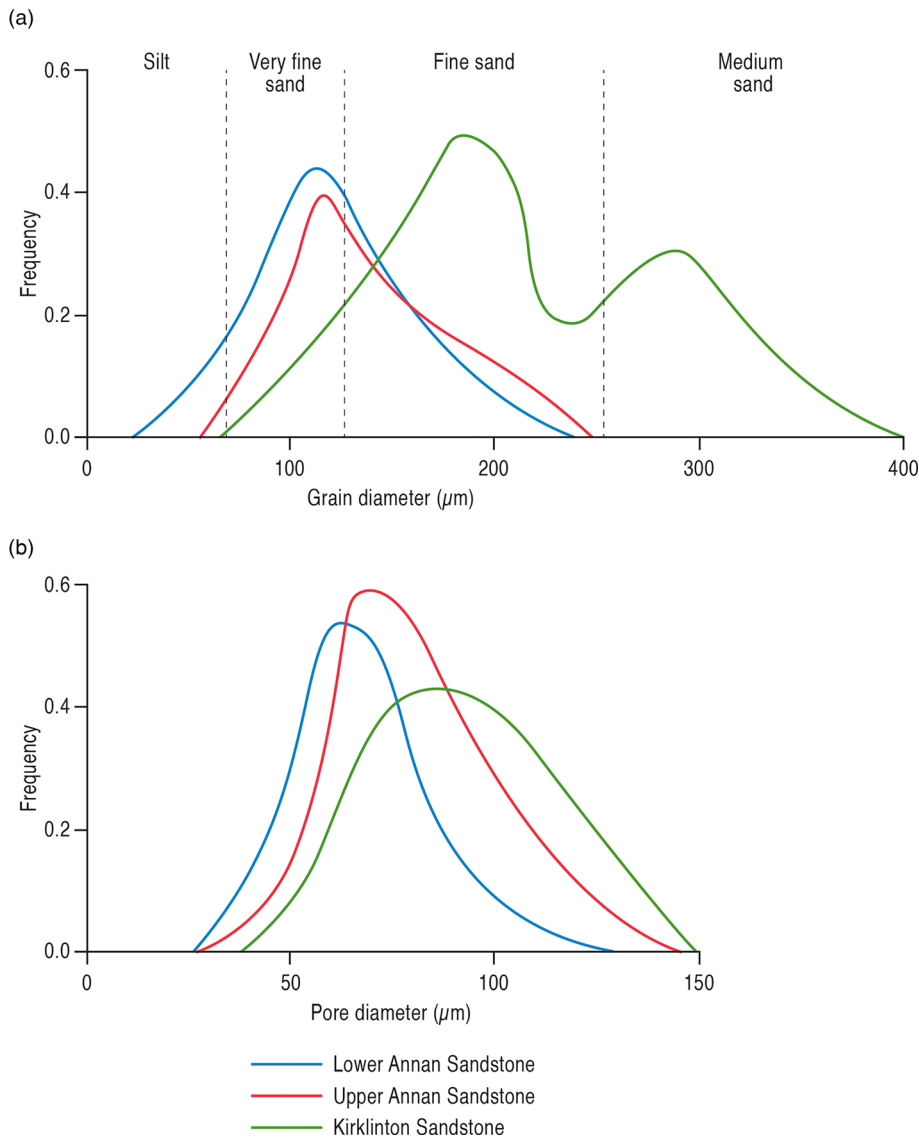 (a)
Silt
Very fine
sand
Fine sand
Medium
sand
0.6
0.4
0.2
0.0
Frequency
0
100
200
300
400
Grain diameter (µm)
(b)
0.6
0.4
0.2
0.0
Frequency
0
50
100
150
Pore diameter (µm)
Lower Annan Sandstone
Upper Annan Sandstone
Kirklinton Sandstone